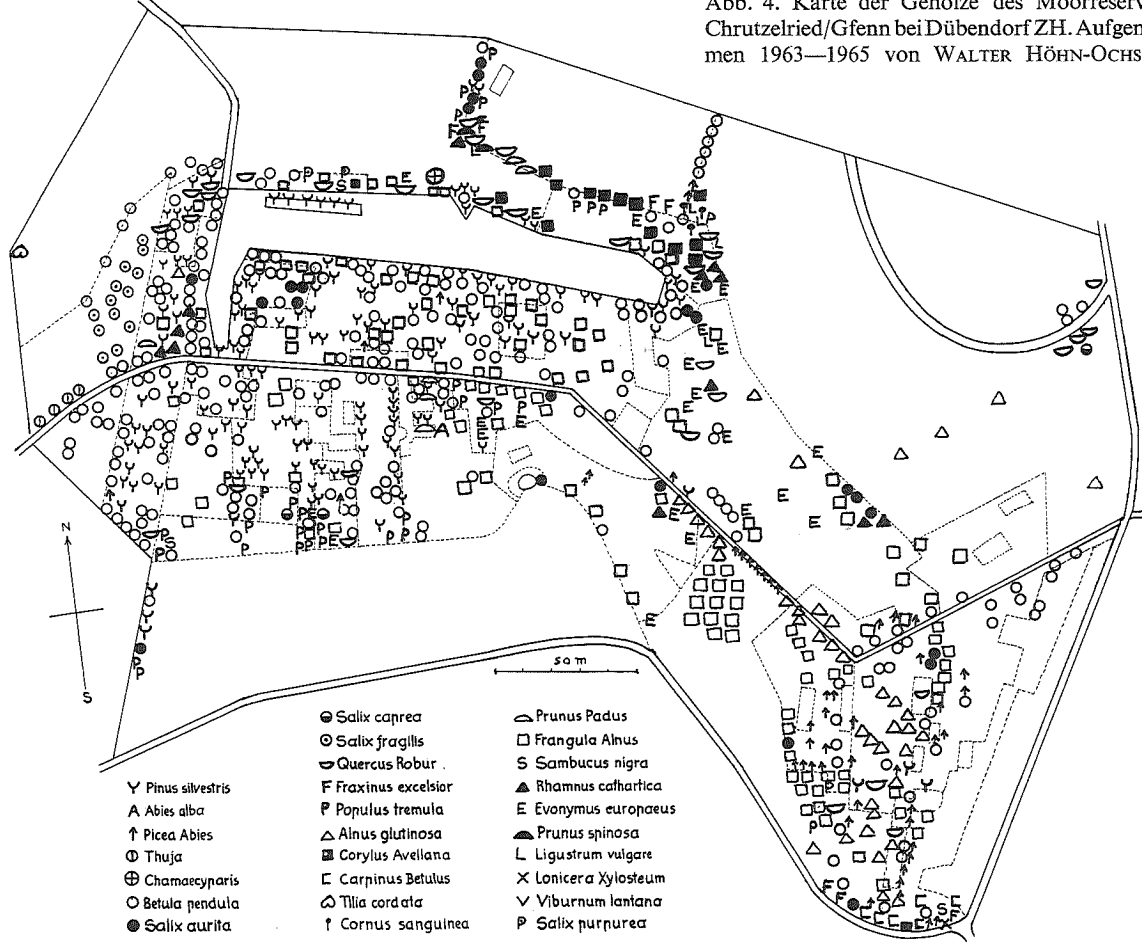 Abb. 4. Karte der Gehölze des Moorreserv
Chrutzelried/Gfenn bei Dübendorf ZH. Aufgen
men 1963—1965 von WALTER HÖHN-OCHS
N
S
50 m
Salix caprea
Salix fragilis
Quercus Robur
Pinus silvestris
Abies alba
Picea Abies
Thuja
Chamaecyparis
Betula pendula
Salix aurita
Fraxinus excelsior
Populus tremula
Alnus glutinosa
Corylus Avellana
Carpinus Betulus
Tilia cordata
Cornus sanguinea
Prunus Padus
Frangula Alnus
S Sambucus nigra
Rhamnus cathartica
E Evonymus europaeus
Prunus spinosa
L Ligustrum vulgare
Lonicera Xylosteum
Viburnum lantana
Salix purpurea